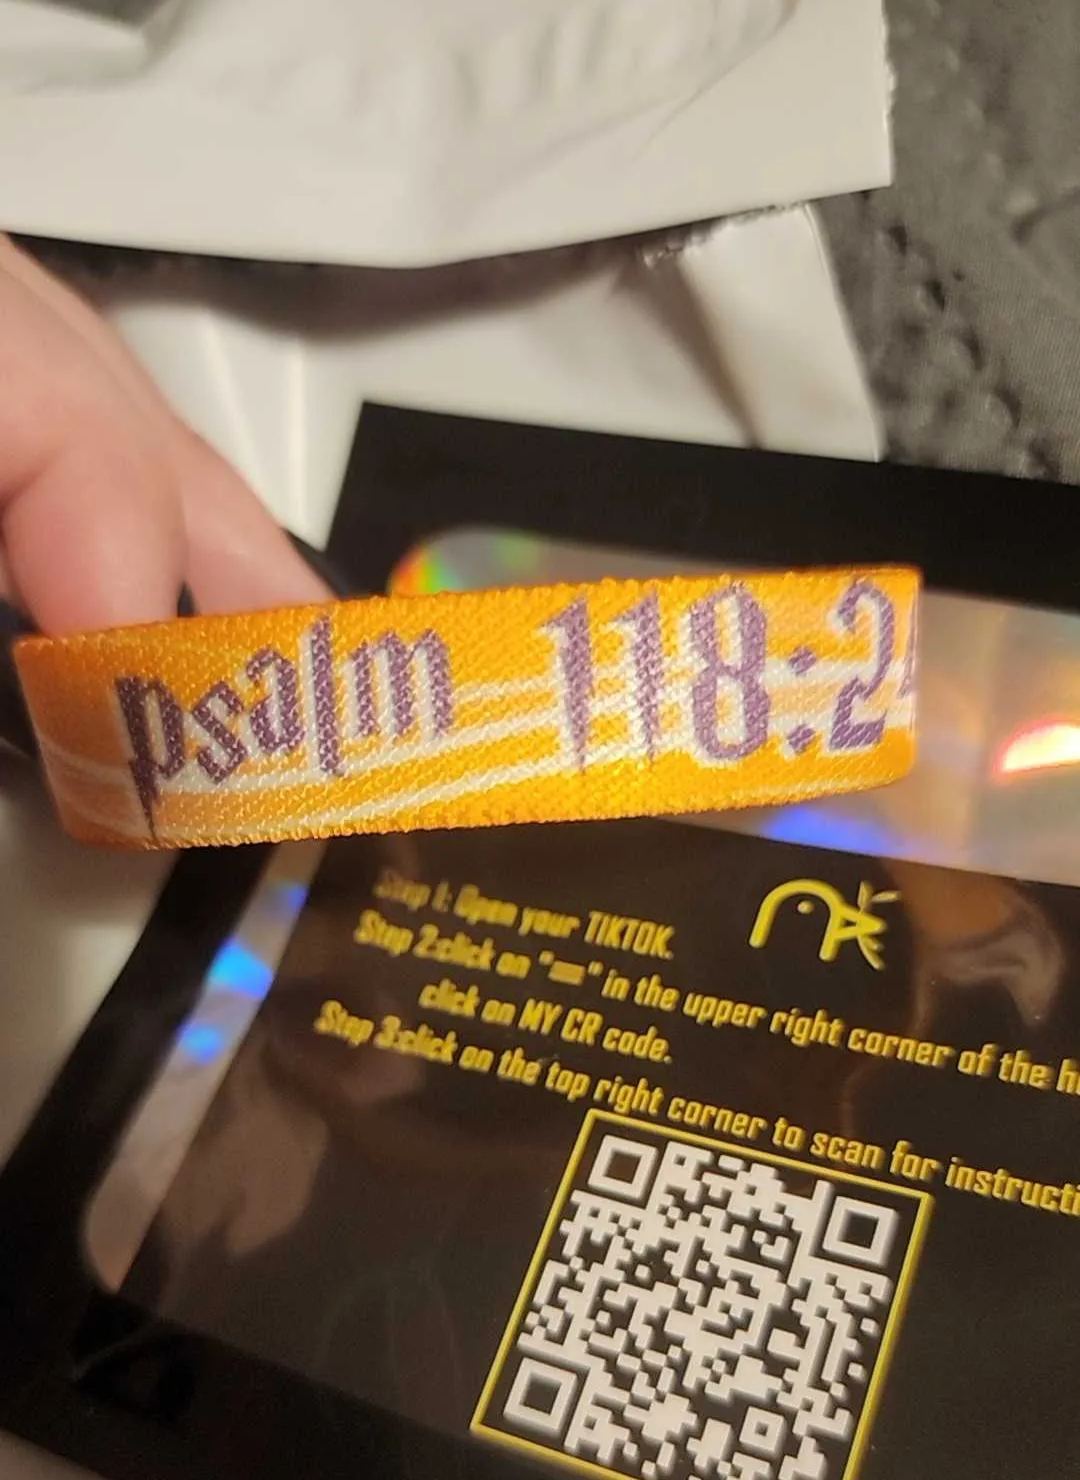 psalm 118:2
Step 1: Open your TIKTOK.
Step 2:click on "==" in the upper right corner of the h
click on MY CR code.
Step 3:click on the top right corner to scan for instructi